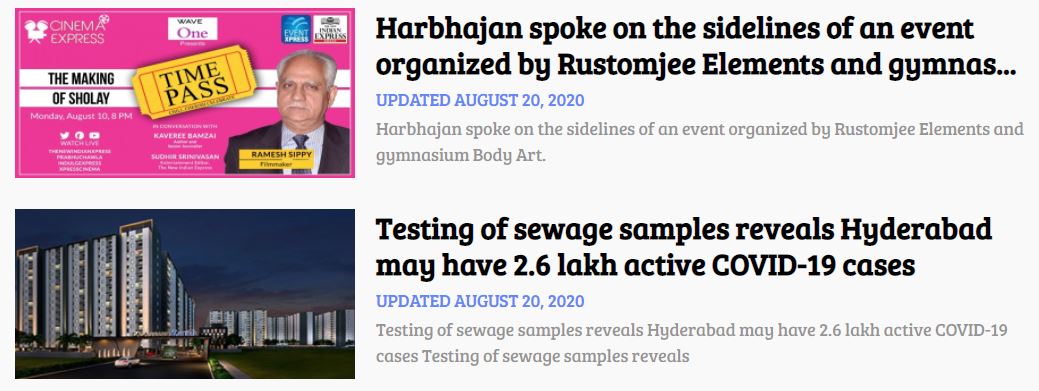 CINEMA
EXPRESS
WAVE
One
Presents
EVENT
XPRESS
INDIAN
EXPRESS
THE MAKING
OF SHOLAY
TIME
PASS
Monday, August 10, 8 PM
WATCH LIVE
THENEWINDIANXPRESS
PRABHUCHAWLA
INDULGEXPRESS
XPRESSCINEMA
IN CONVERSATION WITH
KAVEREE BAMZAI
Author and
Senior Journalist
SUDHIR SRINIVASAN
Entertainment Editor,
The New Indian Express
RAMESH SIPPY
Filmmaker
Harbhajan spoke on the sidelines of an event
organized by Rustomjee Elements and gymnas...
UPDATED AUGUST 20, 2020
Harbhajan spoke on the sidelines of an event organized by Rustomjee Elements and
gymnasium Body Art.
Testing of sewage samples reveals Hyderabad
may have 2.6 lakh active COVID-19 cases
UPDATED AUGUST 20, 2020
Testing of sewage samples reveals Hyderabad may have 2.6 lakh active COVID-19
cases Testing of sewage samples reveals